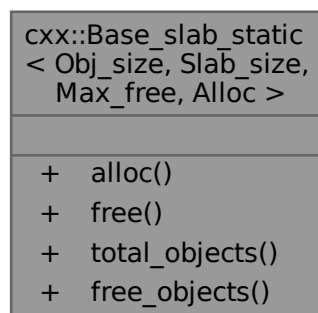 cxx::Base_slab_static
< Obj_size, Slab_size,
Max_free, Alloc >
+ alloc()
+ free()
+ total_objects()
+ free_objects()